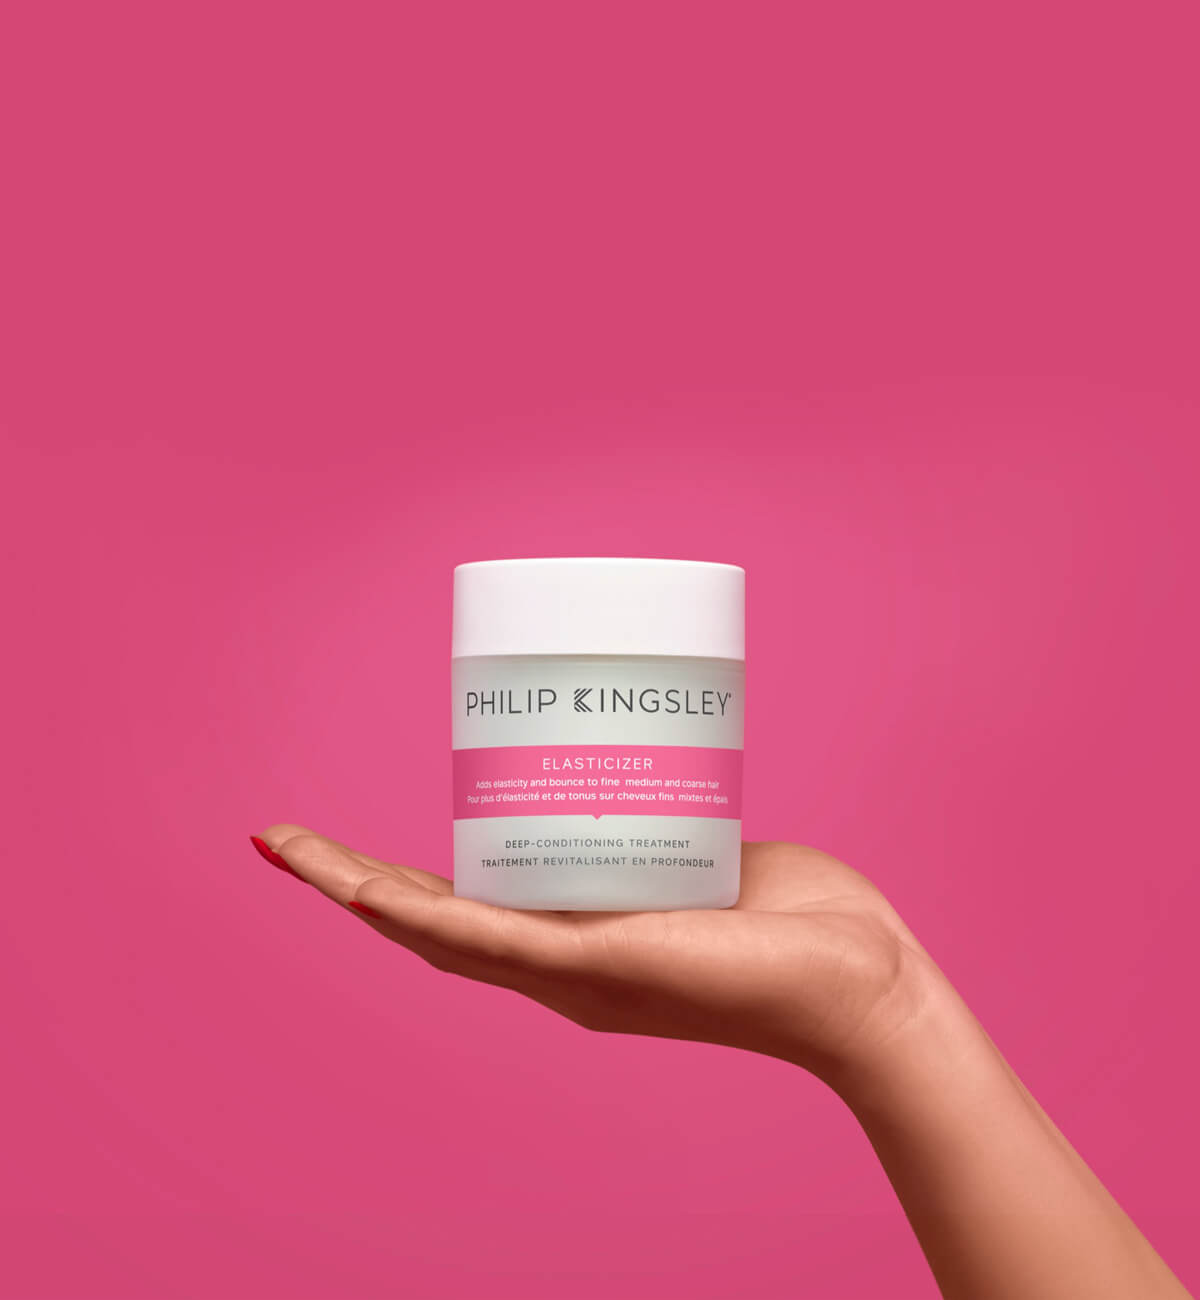 PHILIP KINGSLEY®
ELASTICIZER
Adds elasticity and bounce to fine medium and coarse hair
Pour plus d'élasticité et de tonus sur cheveux fins mixtes et épais
DEEP-CONDITIONING TREATMENT
TRAITEMENT REVITALISANT EN PROFONDEUR